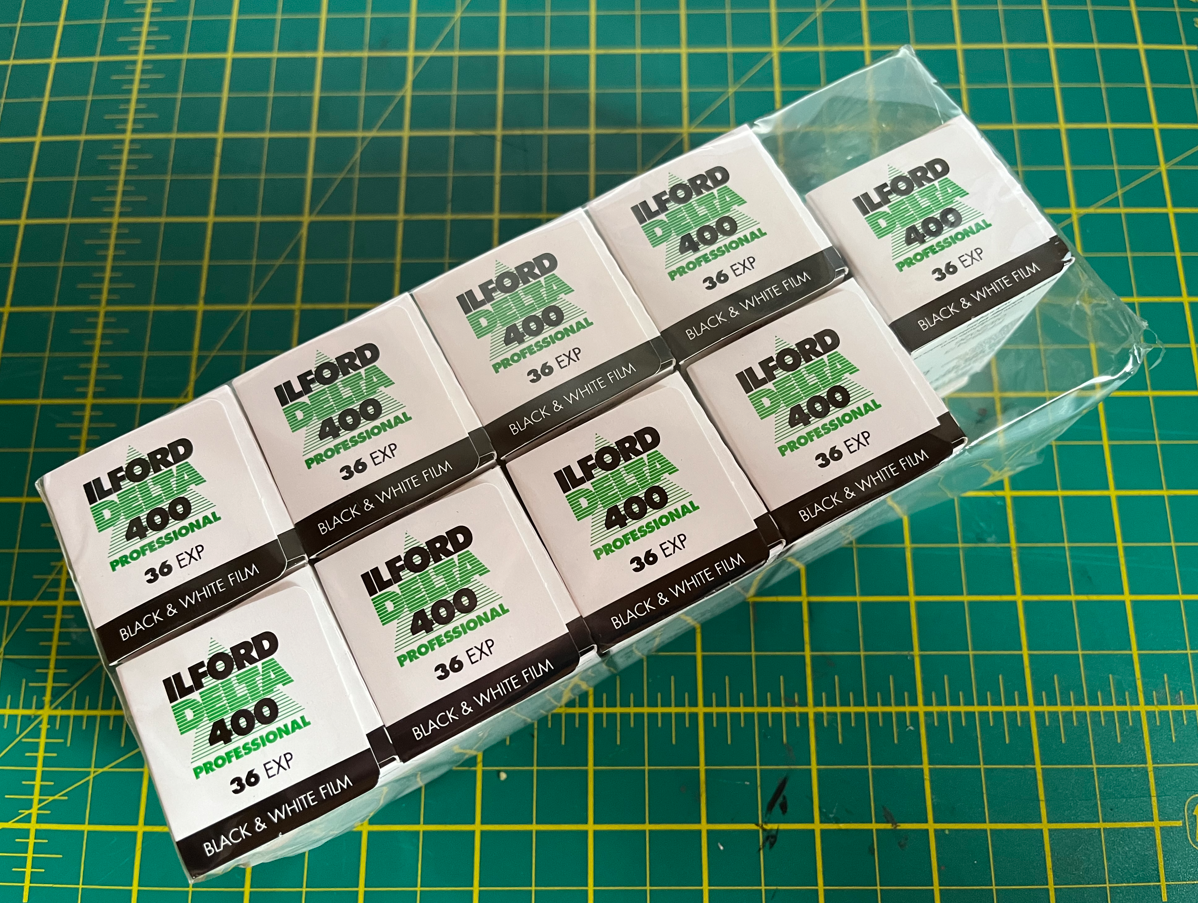 ILFORD
DELTA
400
PROFESSIONAL
36 EXP
BLACK & WHITE FILM
ILFORD
DELTA
400
PROFESSIONAL
36 EXP
BLACK & WHITE FILM
ILFORD
DELTA
400
PROFESSIONAL
36 EXP
BLACK & WHITE FILM
ILFORD
DELTA
400
PROFESSIONAL
36 EXP
BLACK & WHITE FILM
ILFORD
DELTA
400
PROFESSIONAL
36 EXP
BLACK & WHITE FILM
ILFORD
DELTA
400
PROFESSIONAL
36 EXP
BLACK & WHITE FILM
ILFORD
DELTA
400
PROFESSIONAL
36 EXP
BLACK & WHITE FILM
ILFORD
DELTA
400
PROFESSIONAL
36 EXP
BLACK & WHITE FILM
ILFORD
DELTA
400
PROFESSIONAL
36 EXP
BLACK & WHITE FILM